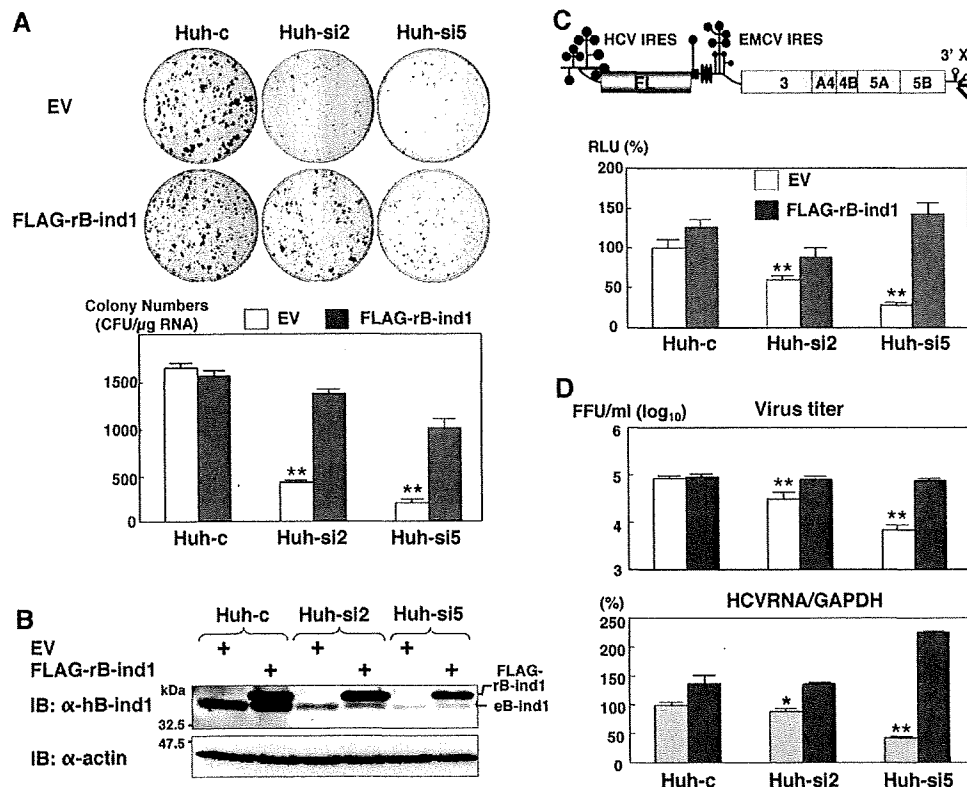 A
Huh-c Huh-si2 Huh-si5
EV
FLAG-rB-ind1
Colony Numbers
(CFU/µg RNA)
EV FLAG-rB-ind1
1500
1000
500
0
** **
Huh-c Huh-si2 Huh-si5
B
Huh-c Huh-si2 Huh-si5
EV + + +
FLAG-rB-ind1 + + +
kDa
FLAG-
rB-ind1
IB: α-hB-ind1
eB-ind1
32.5
47.5
IB: α-actin
C
HCV IRES EMCV IRES
3' X
FL 3 A4 4B 5A 5B
RLU (%)
200
150
100
50
0
EV
FLAG-rB-ind1
** **
Huh-c Huh-si2 Huh-si5
D
FFU/ml (log10) Virus titer
6
5
4
3
** **
(%) HCVRNA/GAPDH
250
150
100
50
0
* **
Huh-c Huh-si2 Huh-si5